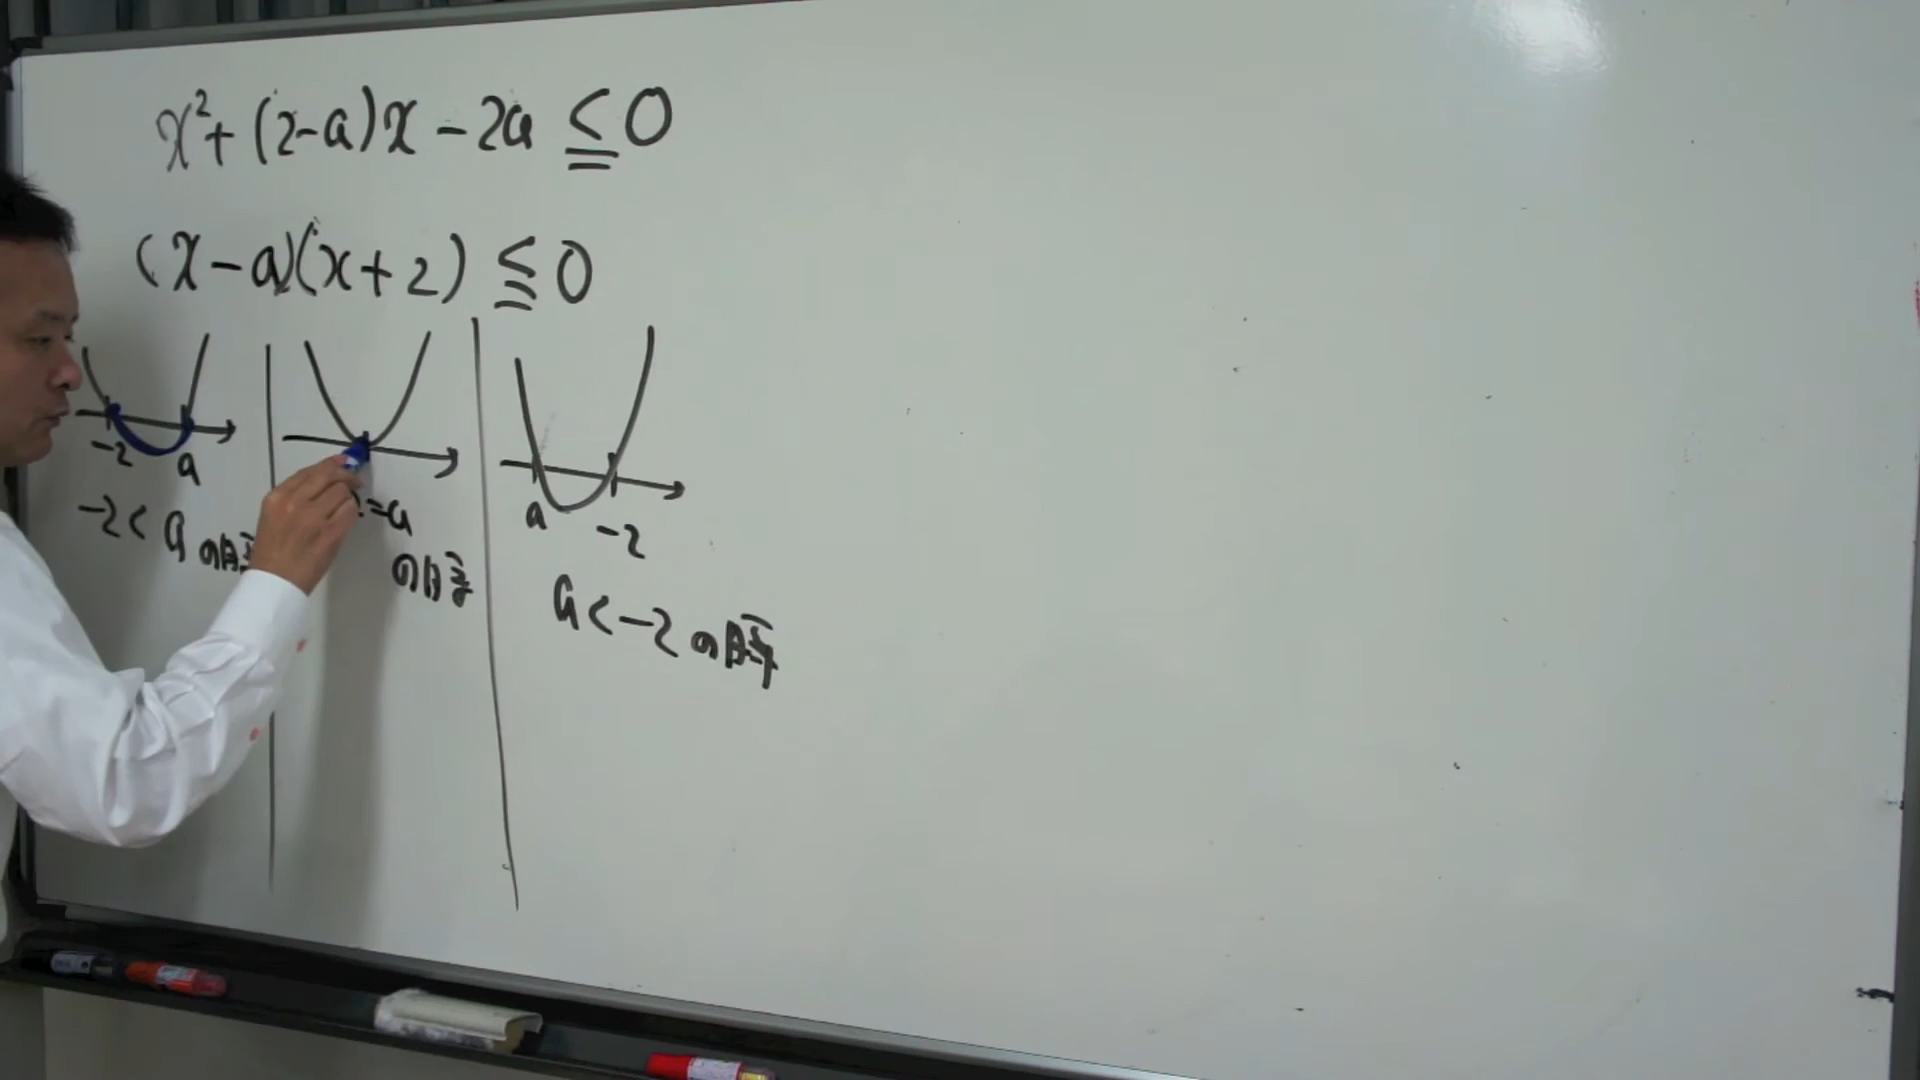 x²+(2-a)x-2a≦0
(x-a)(x+2)≦0
-2 a
-2<a の時
=a
の時
a -2
a<-2 の時